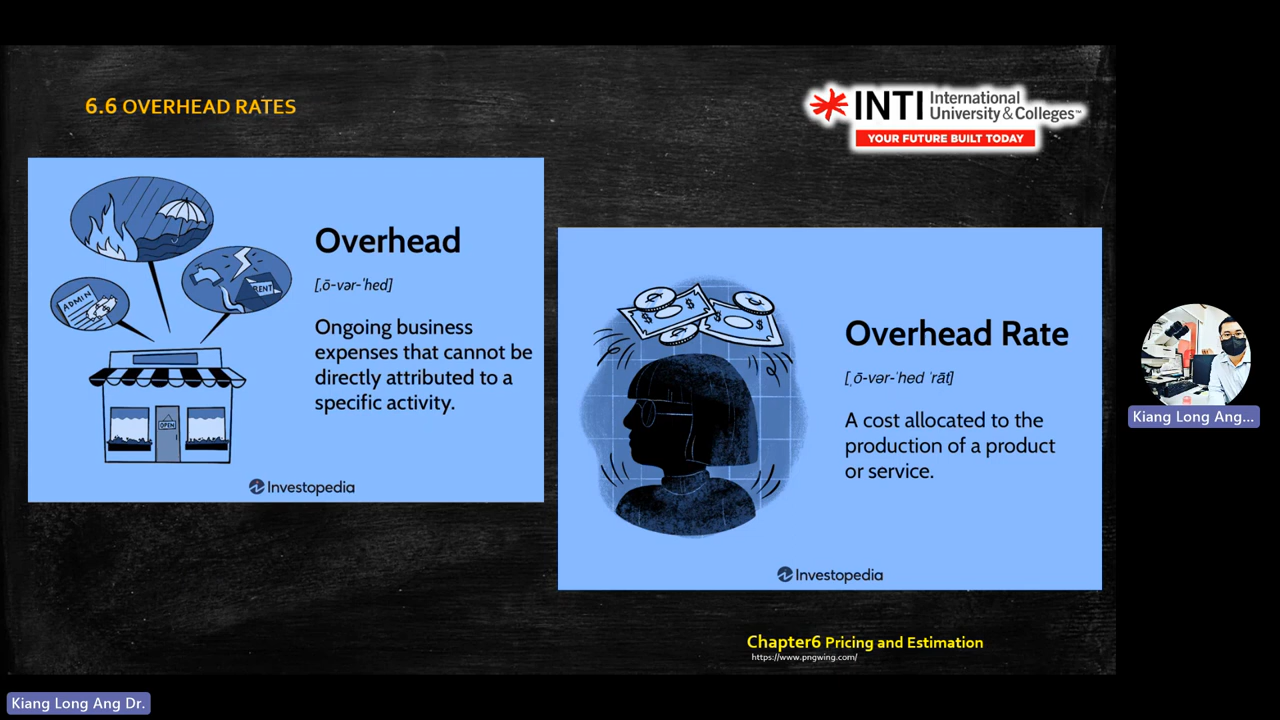 6.6 OVERHEAD RATES
INTI International
University & Colleges™
YOUR FUTURE BUILT TODAY
ADMIN
RENT
OPEN
Overhead
[ˌō-vər-ˈhed]
Ongoing business
expenses that cannot be
directly attributed to a
specific activity.
Investopedia
Overhead Rate
[ˌō-vər-ˈhed ˈrāt]
A cost allocated to the
production of a product
or service.
Investopedia
Chapter6 Pricing and Estimation
https://www.pngwing.com/
Kiang Long Ang...
Kiang Long Ang Dr.